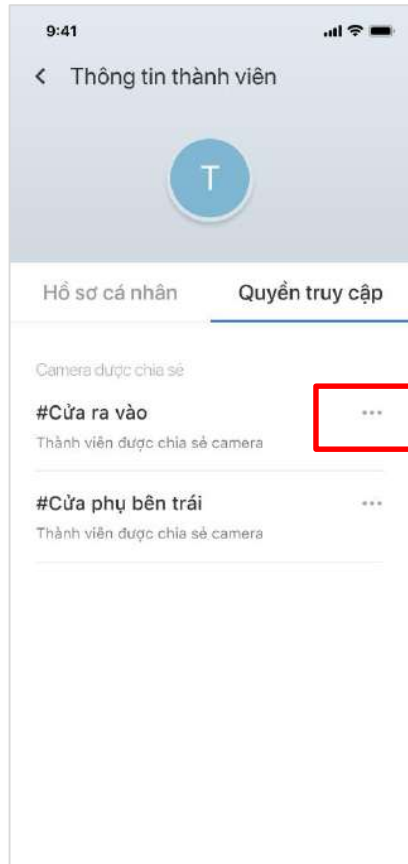 9:41
Thông tin thành viên
T
Hồ sơ cá nhân
Quyền truy cập
Camera được chia sẻ
#Cửa ra vào
Thành viên được chia sẻ camera
#Cửa phụ bên trái
Thành viên được chia sẻ camera